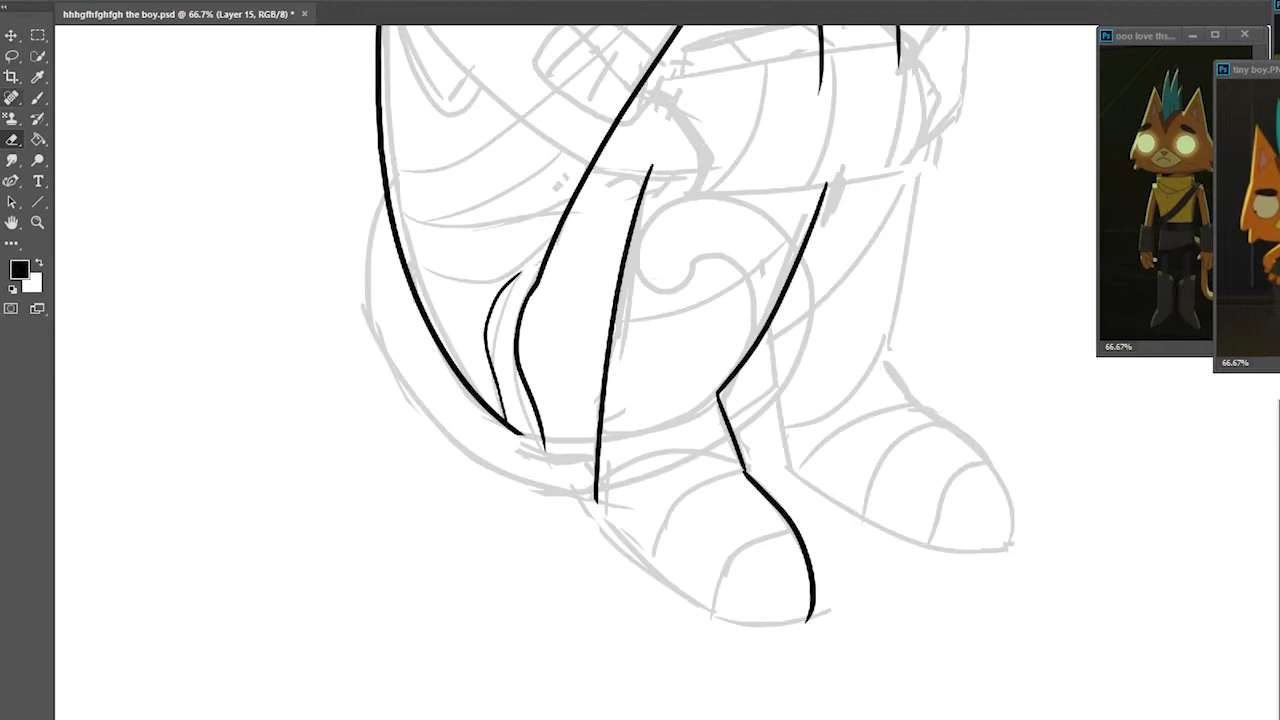 hhhgfhfghfgh the boy.psd @ 66.7% (Layer 15, RGB/8) *
ooo love ths...
tiny boy.PN
66.67%
66.67%